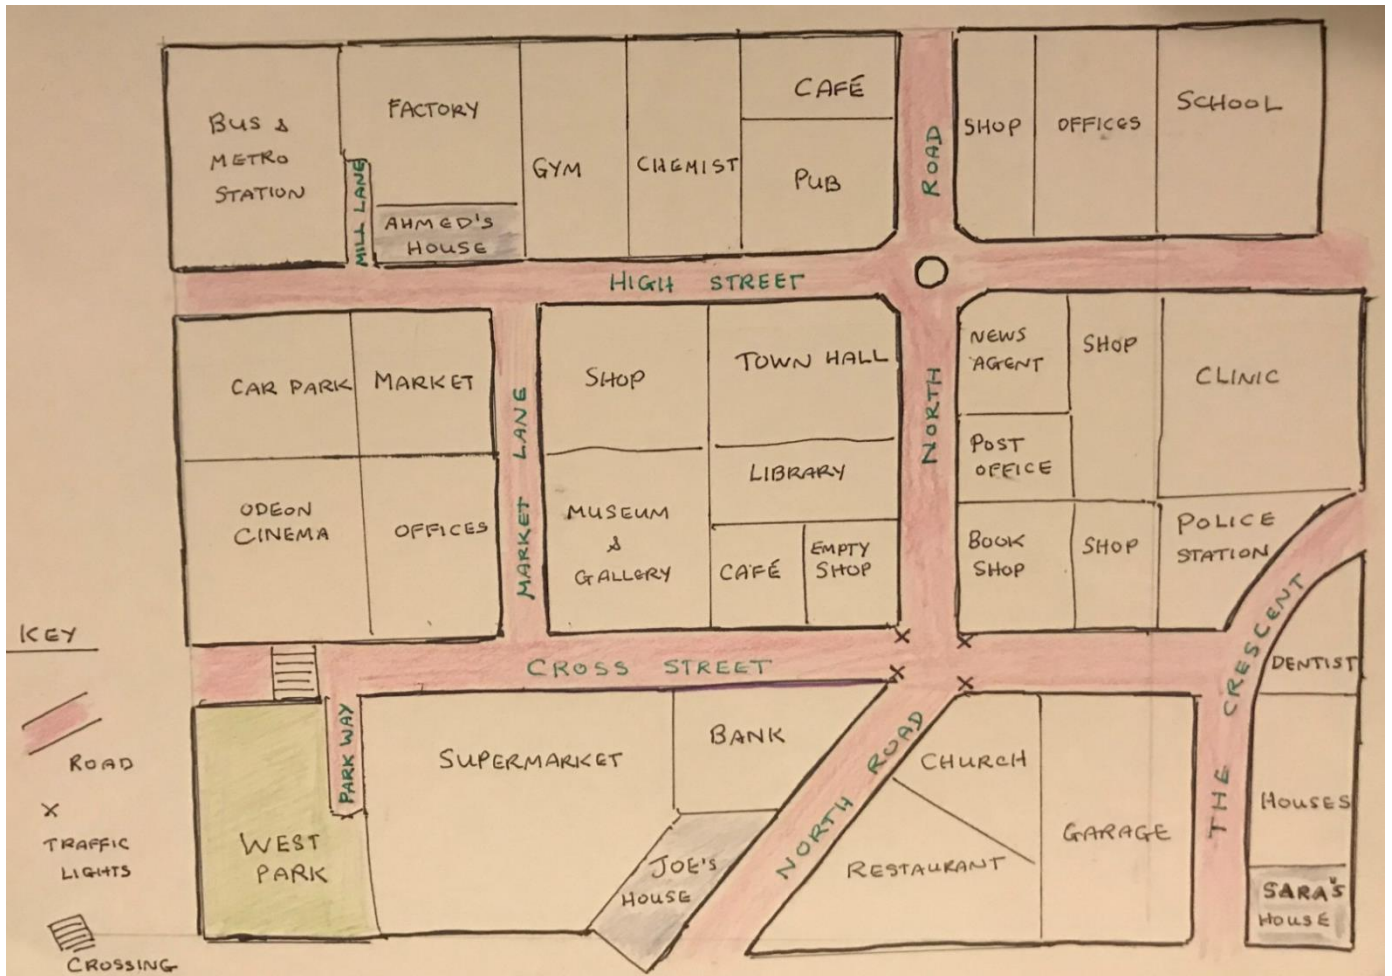 BUS &
METRO
STATION
MILL LANE
FACTORY
AHMED'S
HOUSE
GYM
CHEMIST
CAFÉ
PUB
ROAD
SHOP
OFFICES
SCHOOL
HIGH STREET
CAR PARK
MARKET
ODEON
CINEMA
OFFICES
MARKET LANE
SHOP
TOWN HALL
LIBRARY
MUSEUM
&
GALLERY
CAFÉ
EMPTY
SHOP
NORTH
NEWS
AGENT
SHOP
CLINIC
POST
OFFICE
BOOK
SHOP
SHOP
POLICE
STATION
THE CRESCENT
DENTIST
HOUSES
SARA'S
HOUSE
CROSS STREET
PARK WAY
WEST
PARK
SUPERMARKET
BANK
JOE'S
HOUSE
NORTH ROAD
CHURCH
RESTAURANT
GARAGE
KEY
ROAD
X
TRAFFIC
LIGHTS
CROSSING